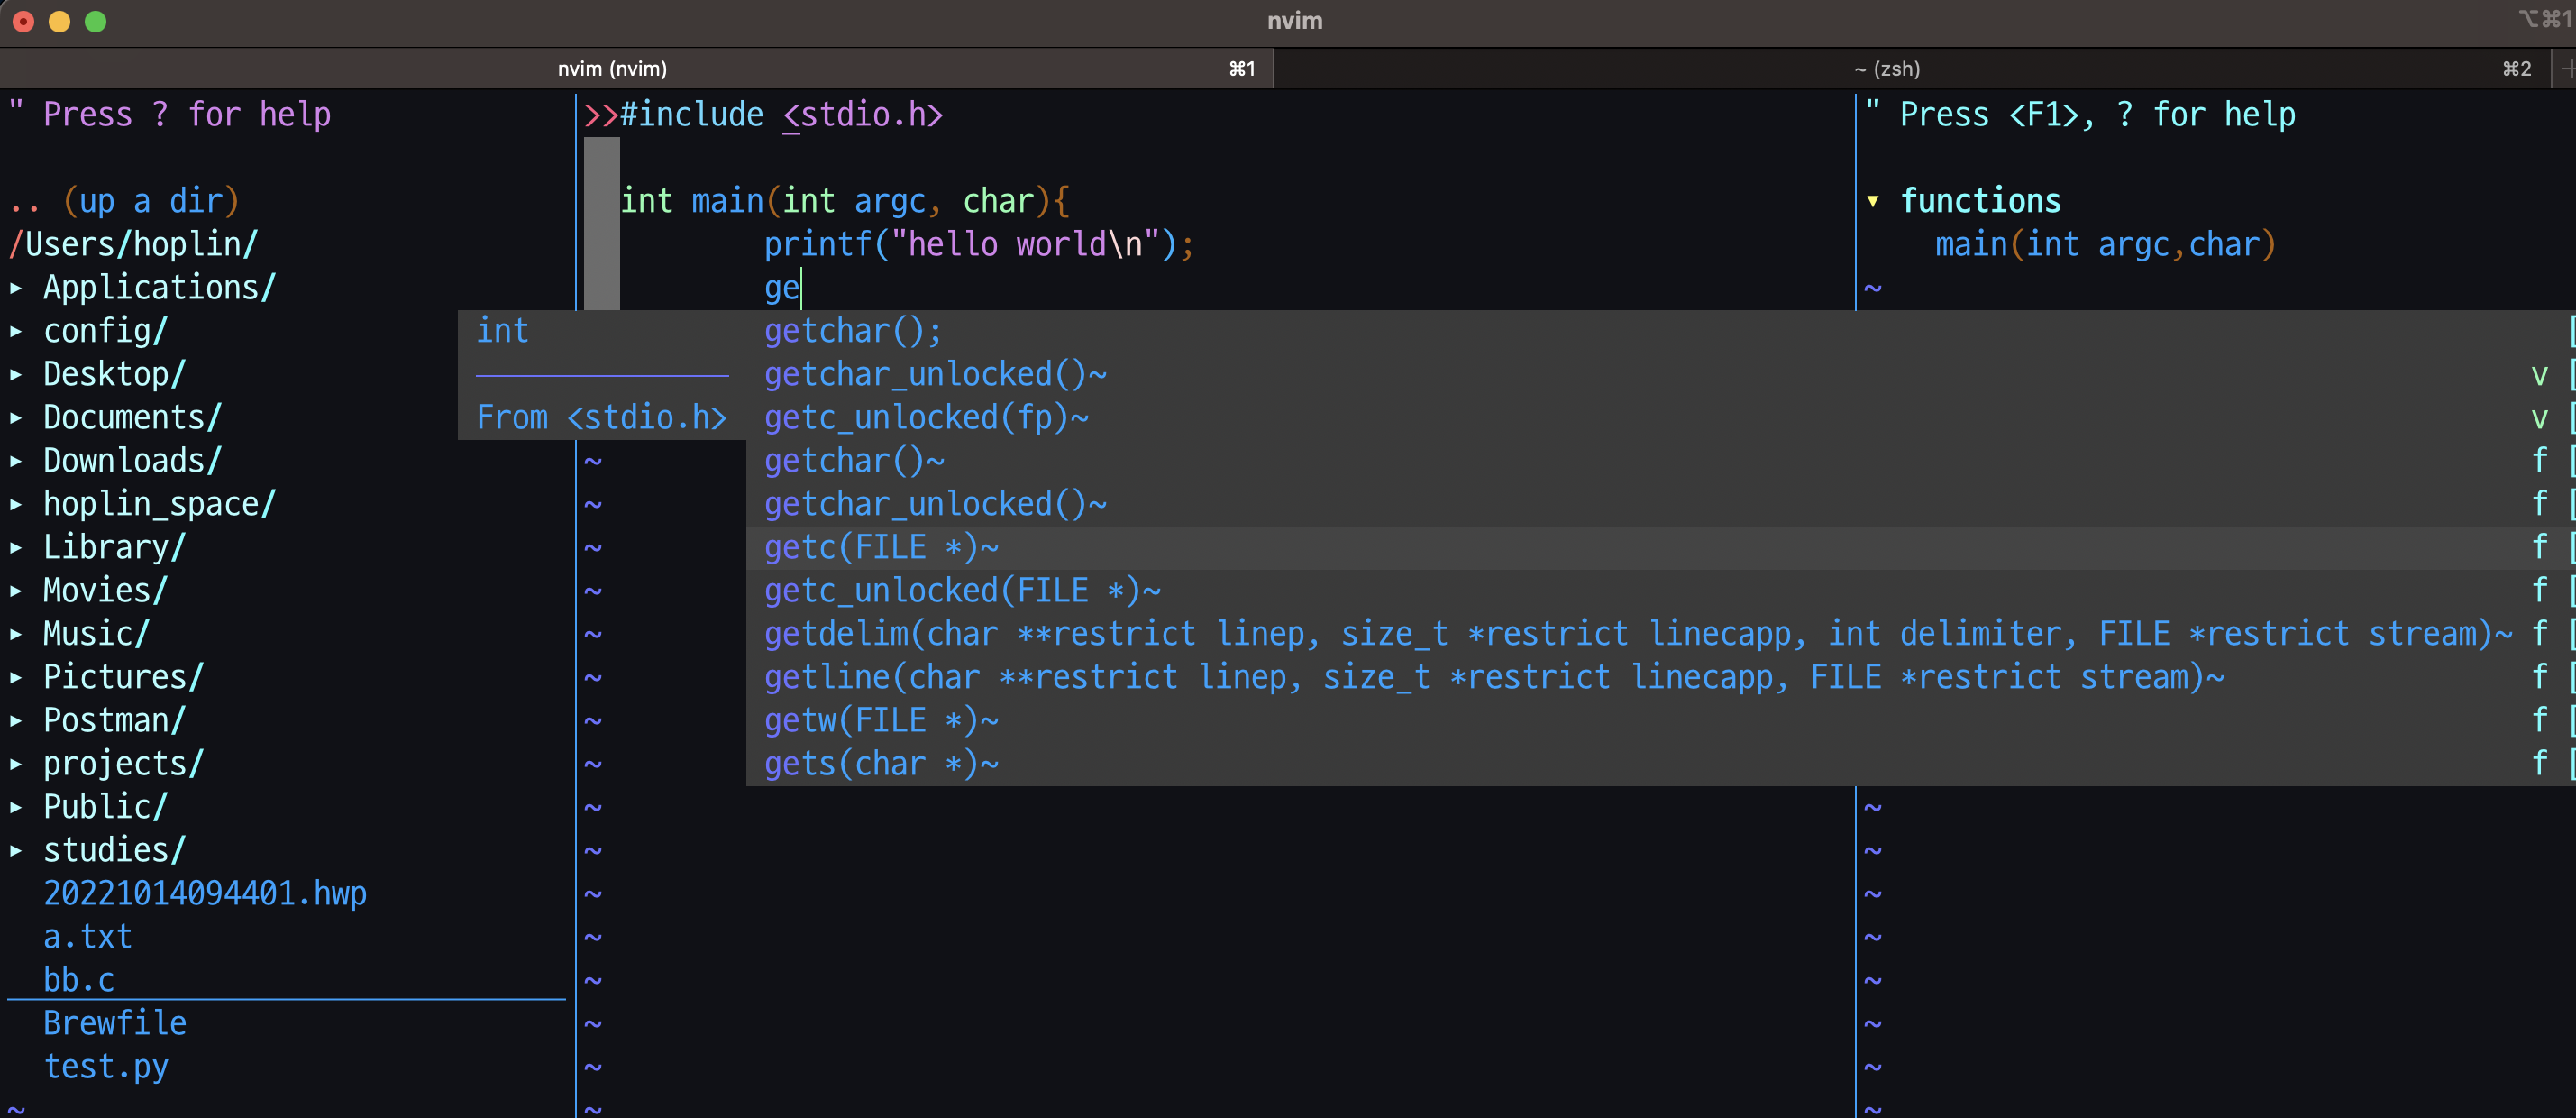 nvim
⌥⌘1
nvim (nvim) ⌘1
~ (zsh) ⌘2
" Press ? for help
.. (up a dir)
/Users/hoplin/
▸ Applications/
▸ config/
▸ Desktop/
▸ Documents/
▸ Downloads/
▸ hoplin_space/
▸ Library/
▸ Movies/
▸ Music/
▸ Pictures/
▸ Postman/
▸ projects/
▸ Public/
▸ studies/
20221014094401.hwp
a.txt
bb.c
Brewfile
test.py
>>#include <stdio.h>
int main(int argc, char){
printf("hello world\n");
ge
int
From <stdio.h>
getchar();
getchar_unlocked()~ v [
getc_unlocked(fp)~ v [
getchar()~ f [
getchar_unlocked()~ f [
getc(FILE *)~ f [
getc_unlocked(FILE *)~ f [
getdelim(char **restrict linep, size_t *restrict linecapp, int delimiter, FILE *restrict stream)~ f [
getline(char **restrict linep, size_t *restrict linecapp, FILE *restrict stream)~ f [
getw(FILE *)~ f [
gets(char *)~ f [
" Press <F1>, ? for help
▾ functions
main(int argc,char)